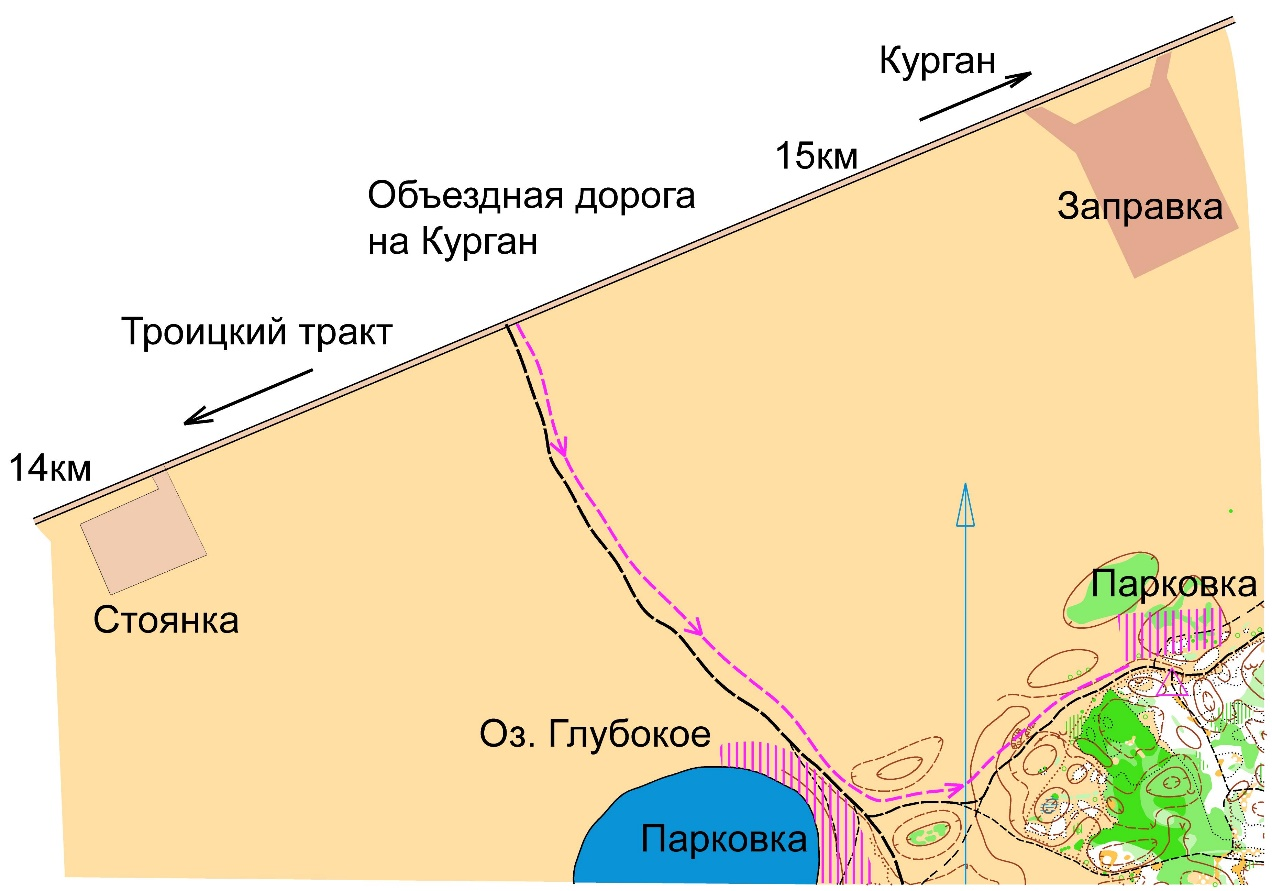 Курган
15км
Объездная дорога
на Курган
Заправка
Троицкий тракт
14км
Стоянка
Парковка
Оз. Глубокое
Парковка